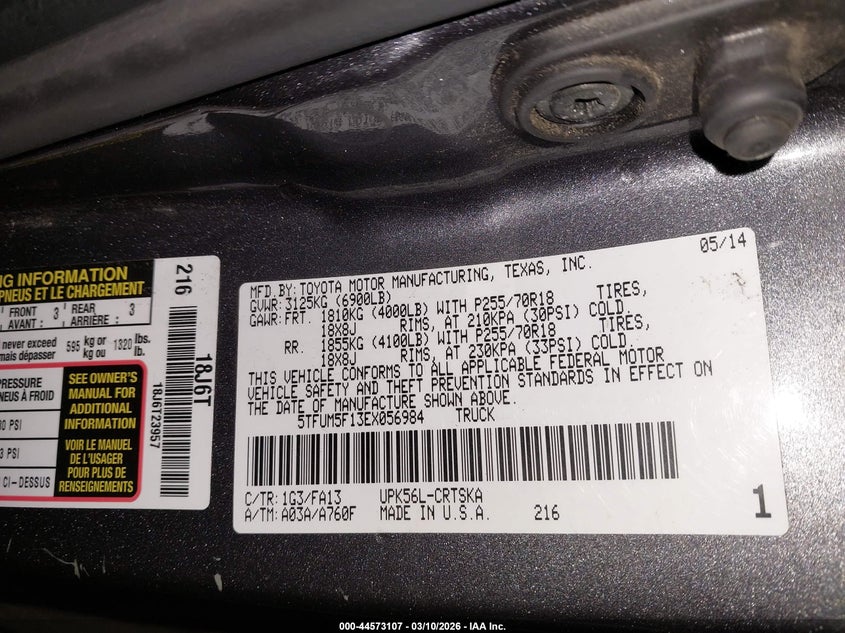 NG INFORMATION
PNEUS ET LE CHARGEMENT
FRONT
AVANT : 3
REAR
ARRIÈRE : 3
never exceed
mais dépasser
595 kg or
kg ou
1320 lbs.
lb.
PRESSURE
NEUS À FROID
0 PSI
3 PSI
CI-DESSUS
SEE OWNER'S
MANUAL FOR
ADDITIONAL
INFORMATION
VOIR LE MANUEL
DE L'USAGER
POUR PLUS DE
RENSEIGNEMENTS
216
18J6T
18J6T23957
05/14
MFD BY: TOYOTA MOTOR MANUFACTURING, TEXAS, INC.
GVWR: 3125KG (6900LB)
GAWR: FRT. 1810KG (4000LB) WITH P255/70R18 TIRES,
18X8J RIMS, AT 210KPA (30PSI) COLD.
RR. 1855KG (4100LB) WITH P255/70R18 TIRES,
18X8J RIMS, AT 230KPA (33PSI) COLD.
THIS VEHICLE CONFORMS TO ALL APPLICABLE FEDERAL MOTOR
VEHICLE SAFETY AND THEFT PREVENTION STANDARDS IN EFFECT ON
THE DATE OF MANUFACTURE SHOWN ABOVE.
5TFUM5F13EX056984 TRUCK
C/TR: 1G3/FA13 UPK56L-CRTSKA
A/TM: A03A/A760F MADE IN U.S.A. 216
1
000-44573107 - 03/10/2026 - IAA Inc.